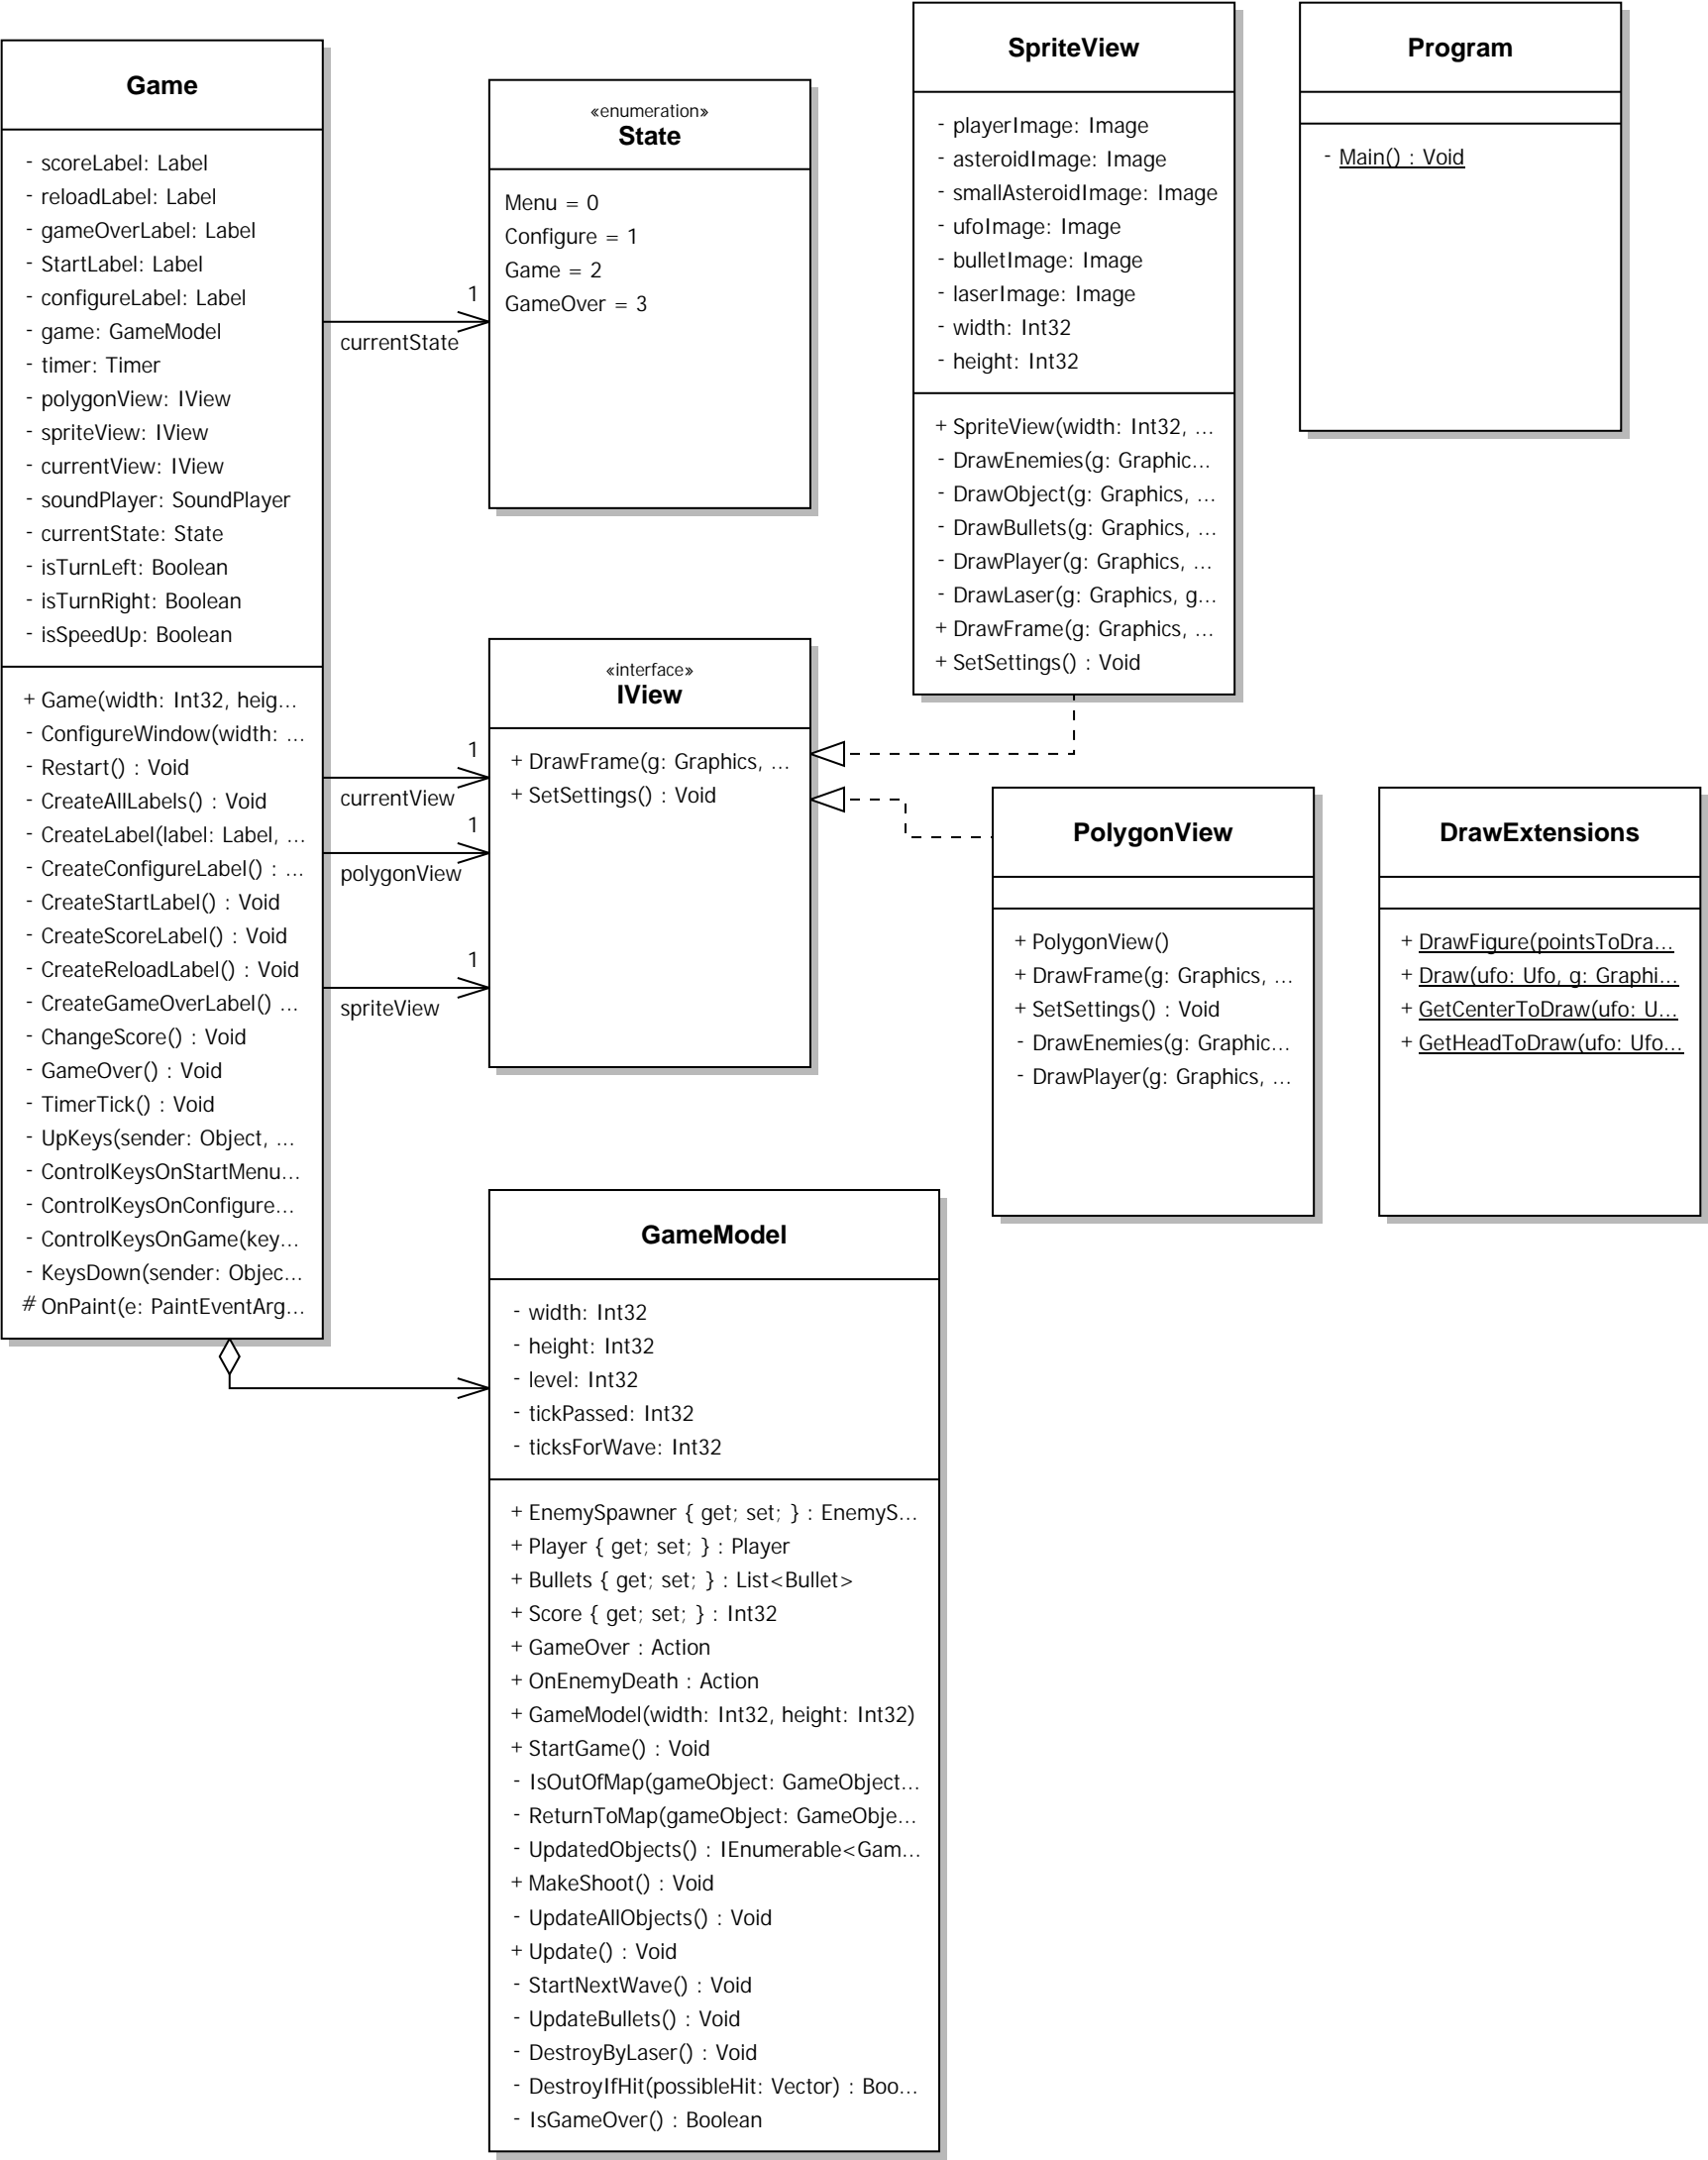 Game
- scoreLabel: Label
- reloadLabel: Label
- gameOverLabel: Label
- StartLabel: Label
- configureLabel: Label
- game: GameModel
- timer: Timer
- polygonView: IView
- spriteView: IView
- currentView: IView
- soundPlayer: SoundPlayer
- currentState: State
- isTurnLeft: Boolean
- isTurnRight: Boolean
- isSpeedUp: Boolean
+ Game(width: Int32, heig...
- ConfigureWindow(width: ...
- Restart() : Void
- CreateAllLabels() : Void
- CreateLabel(label: Label, ...
- CreateConfigureLabel() : ...
- CreateStartLabel() : Void
- CreateScoreLabel() : Void
- CreateReloadLabel() : Void
- CreateGameOverLabel() ...
- ChangeScore() : Void
- GameOver() : Void
- TimerTick() : Void
- UpKeys(sender: Object, ...
- ControlKeysOnStartMenu...
- ControlKeysOnConfigure...
- ControlKeysOnGame(key...
- KeysDown(sender: Objec...
# OnPaint(e: PaintEventArg...
1
currentState
«enumeration»
State
Menu = 0
Configure = 1
Game = 2
GameOver = 3
1
currentView
1
polygonView
1
spriteView
«interface»
IView
+ DrawFrame(g: Graphics, ...
+ SetSettings() : Void
SpriteView
- playerImage: Image
- asteroidImage: Image
- smallAsteroidImage: Image
- ufoImage: Image
- bulletImage: Image
- laserImage: Image
- width: Int32
- height: Int32
+ SpriteView(width: Int32, ...
- DrawEnemies(g: Graphic...
- DrawObject(g: Graphics, ...
- DrawBullets(g: Graphics, ...
- DrawPlayer(g: Graphics, ...
- DrawLaser(g: Graphics, g...
+ DrawFrame(g: Graphics, ...
+ SetSettings() : Void
Program
- Main() : Void
PolygonView
+ PolygonView()
+ DrawFrame(g: Graphics, ...
+ SetSettings() : Void
- DrawEnemies(g: Graphic...
- DrawPlayer(g: Graphics, ...
DrawExtensions
+ DrawFigure(pointsToDra...
+ Draw(ufo: Ufo, g: Graphi...
+ GetCenterToDraw(ufo: U...
+ GetHeadToDraw(ufo: Ufo...
GameModel
- width: Int32
- height: Int32
- level: Int32
- tickPassed: Int32
- ticksForWave: Int32
+ EnemySpawner { get; set; } : EnemyS...
+ Player { get; set; } : Player
+ Bullets { get; set; } : List<Bullet>
+ Score { get; set; } : Int32
+ GameOver : Action
+ OnEnemyDeath : Action
+ GameModel(width: Int32, height: Int32)
+ StartGame() : Void
- IsOutOfMap(gameObject: GameObject...
- ReturnToMap(gameObject: GameObje...
- UpdatedObjects() : IEnumerable<Gam...
+ MakeShoot() : Void
- UpdateAllObjects() : Void
+ Update() : Void
- StartNextWave() : Void
- UpdateBullets() : Void
- DestroyByLaser() : Void
- DestroyIfHit(possibleHit: Vector) : Boo...
- IsGameOver() : Boolean